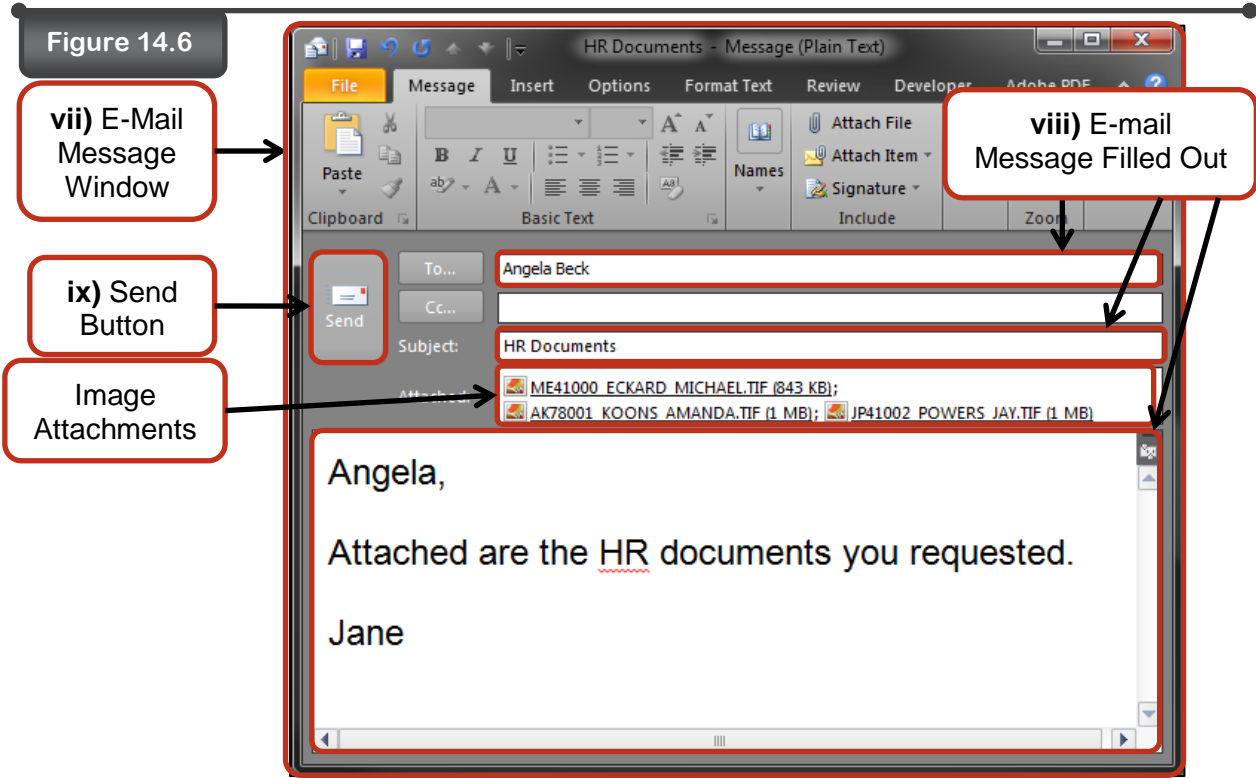 Figure 14.6
vii) E-Mail
Message
Window
ix) Send
Button
Image
Attachments
viii) E-mail
Message Filled Out
HR Documents - Message (Plain Text)
File Message Insert Options Format Text Review Developer Adobe PDF
Paste
Clipboard
B I U
A A
ab A
Aa
Basic Text
Names
Attach File
Attach Item
Signature
Include
Zoom
Send
To... Angela Beck
Cc...
Subject: HR Documents
Attached: ME41000_ECKARD_MICHAEL.TIF (843 KB);
AK78001_KOONS_AMANDA.TIF (1 MB); JP41002_POWERS_JAY.TIF (1 MB)
Angela,
Attached are the HR documents you requested.
Jane